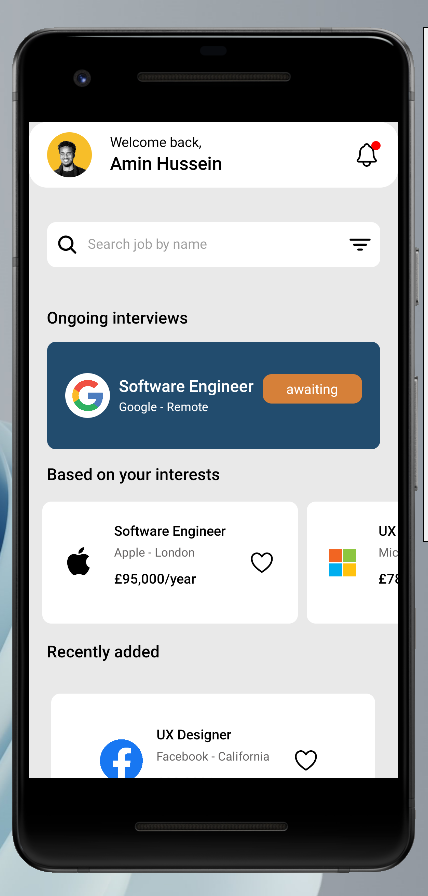 Welcome back,
Amin Hussein
Search job by name
Ongoing interviews
Software Engineer
Google - Remote
awaiting
Based on your interests
Software Engineer
Apple - London
£95,000/year
UX
Mic
£78
Recently added
UX Designer
Facebook - California